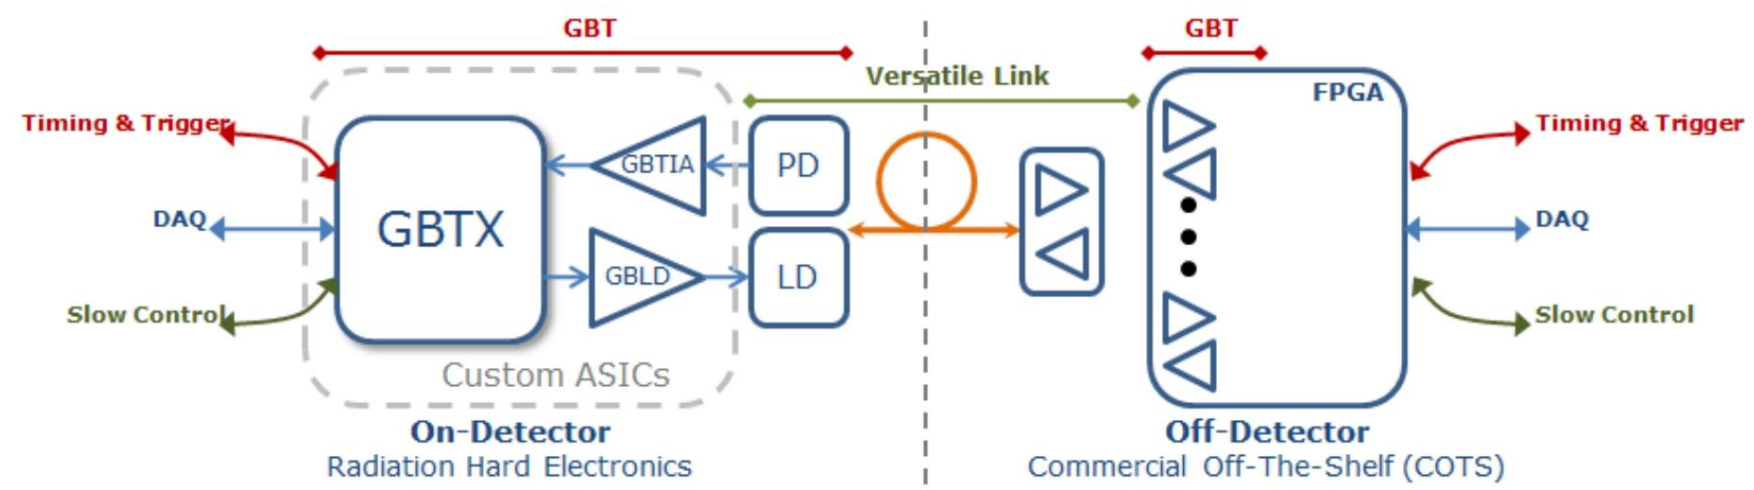 GBT
GBT
Versatile Link
FPGA
Timing & Trigger
Timing & Trigger
GBTIA
PD
DAQ
GBTX
DAQ
GBLD
LD
Slow Control
Slow Control
Custom ASICs
On-Detector
Off-Detector
Radiation Hard Electronics
Commercial Off-The-Shelf (COTS)